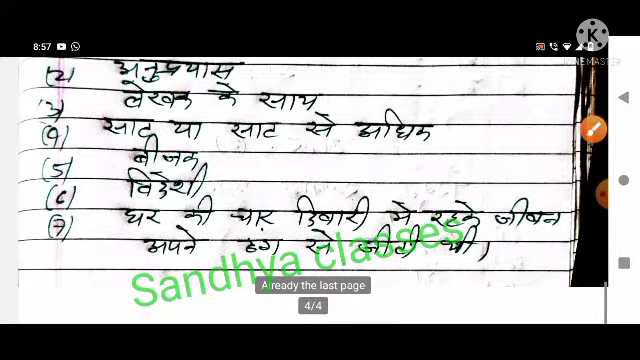 8:57
KINEMASTER
(2) अनुप्रयास
(3) लेखक के साथ
(4) साट या साट से अधिक
(5) बीजक
(6) विदेशी
(7) घर की चार दिवारी में रहके जीवन
अपने ढंग से जीती थी।
Sandhya classes
Already the last page
4/4